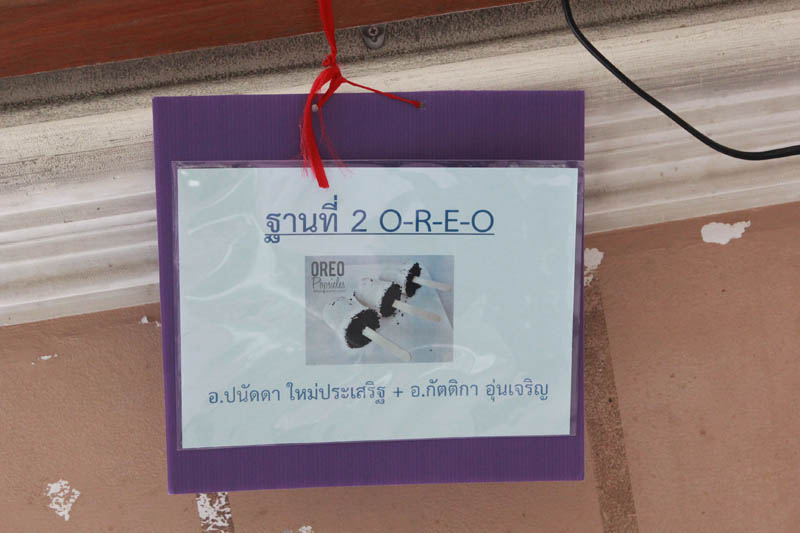 ฐานที่ 2 O-R-E-O
OREO
Popsicles
อ.ปนัดดา ใหม่ประเสริฐ + อ.กัตติกา อุ่นเจริญ